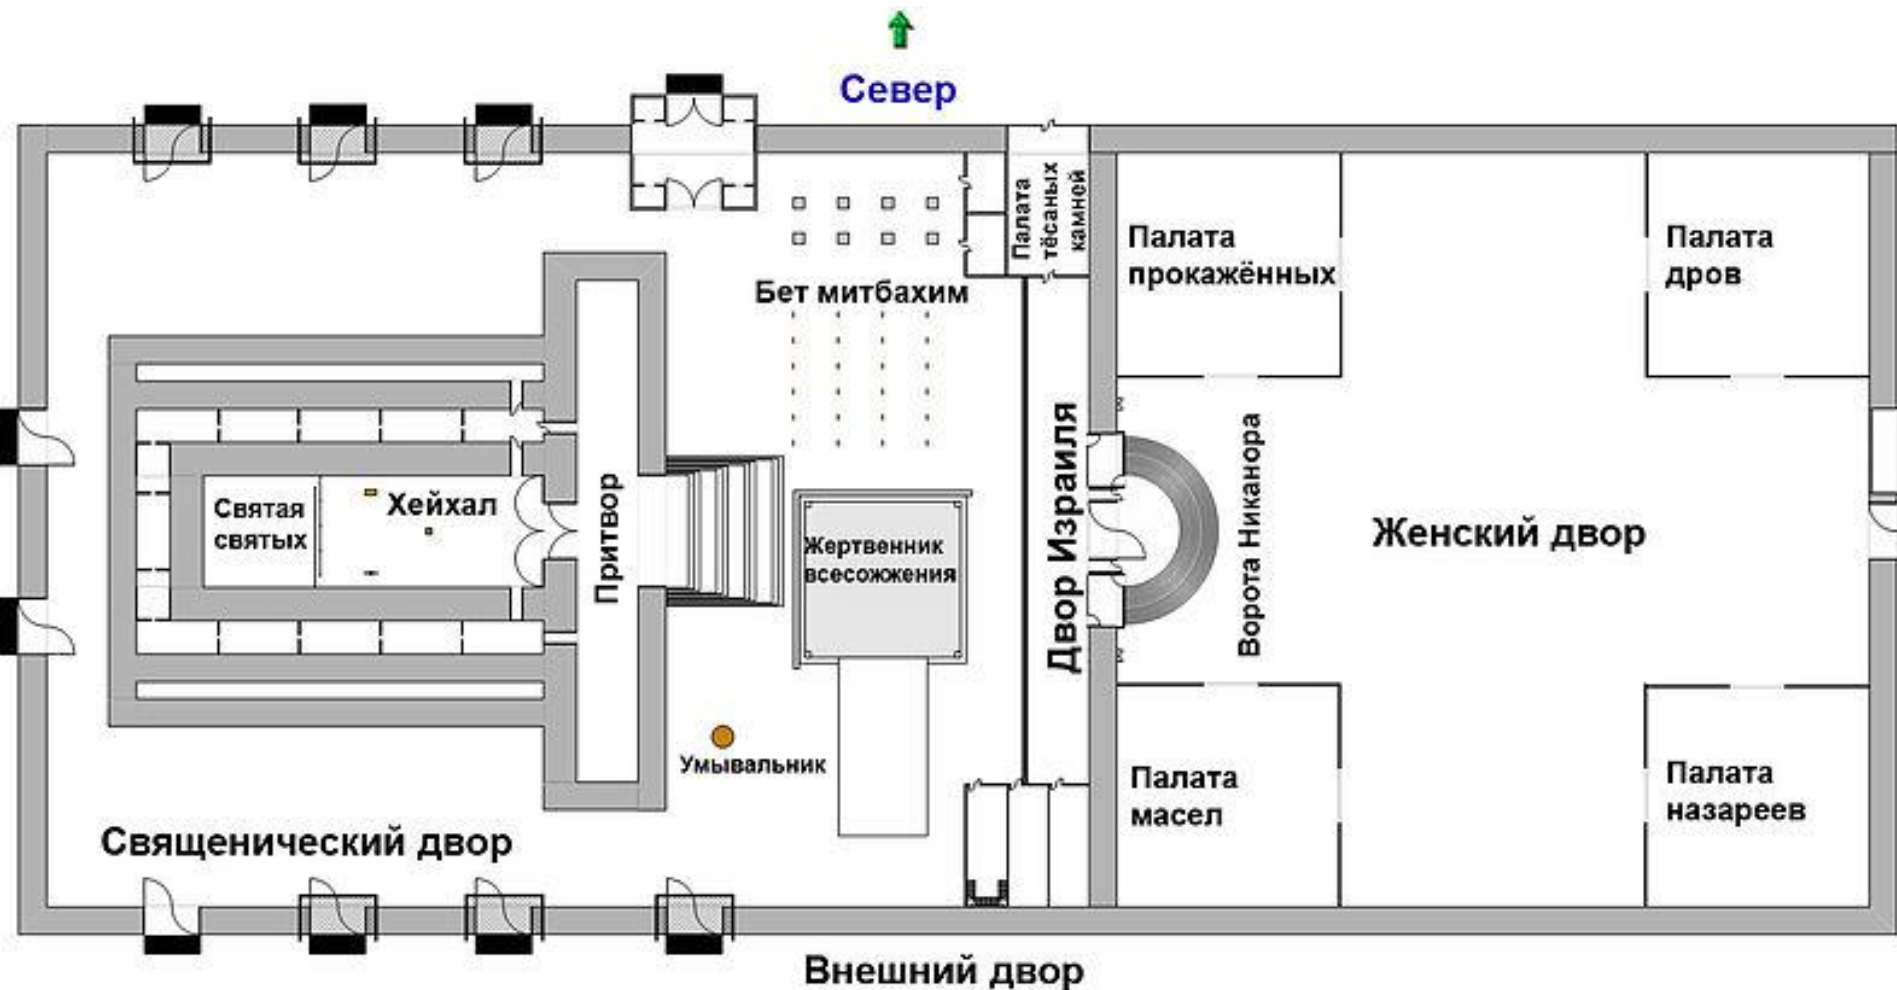 Север
Палата
тёсаных
камней
Палата
прокажённых
Палата
дров
Бет митбахим
Двор Израиля
Ворота Никанора
Святая
святых
Хейхал
Притвор
Жертвенник
всесожжения
Женский двор
Умывальник
Палата
масел
Палата
назареев
Священический двор
Внешний двор